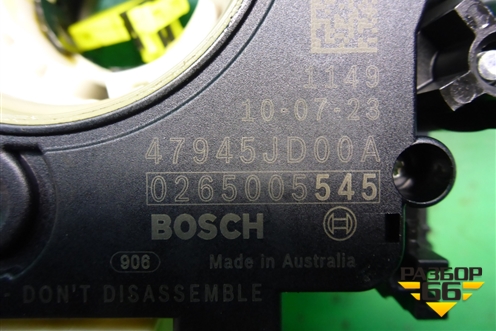 1149
10-07-23
47945JD00A
0265005545
BOSCH
906
Made in Australia
- DON'T DISASSEMBLE
РАЗБОР
66